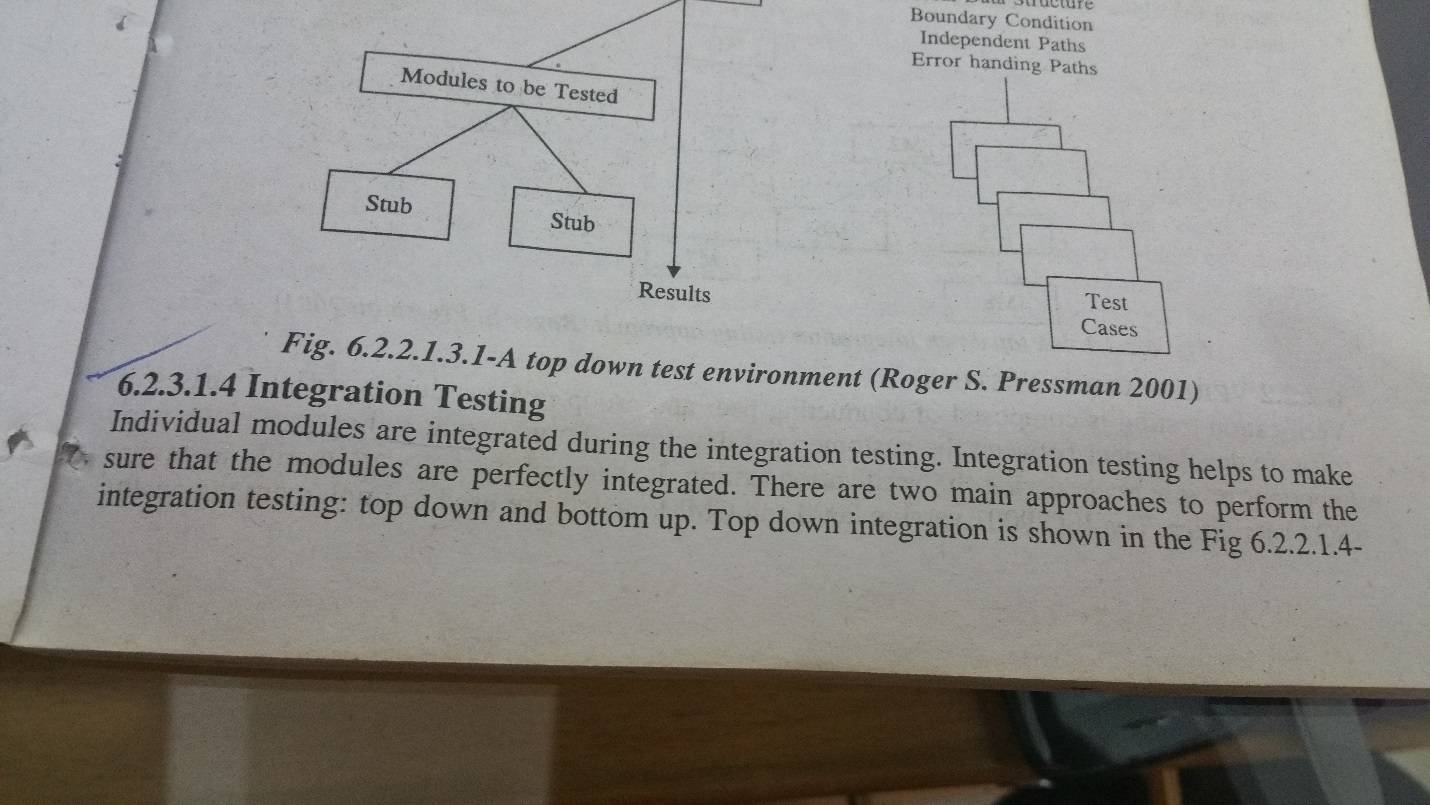 Structure
Boundary Condition
Independent Paths
Error handing Paths
Modules to be Tested
Stub
Stub
Results
Test
Cases
Fig. 6.2.2.1.3.1-A top down test environment (Roger S. Pressman 2001)
6.2.3.1.4 Integration Testing
Individual modules are integrated during the integration testing. Integration testing helps to make
sure that the modules are perfectly integrated. There are two main approaches to perform the
integration testing: top down and bottom up. Top down integration is shown in the Fig 6.2.2.1.4-